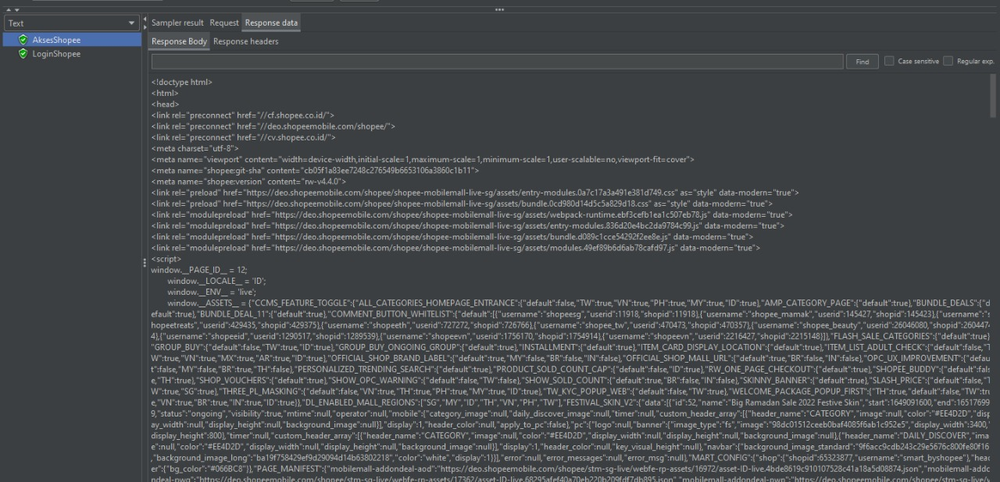 Text
Sampler result Request Response data
AksesShopee
Response Body Response headers
LoginShopee
Find Case sensitive Regular exp.
<!doctype html>
<html>
<head>
<link rel="preconnect" href="//cf.shopee.co.id/">
<link rel="preconnect" href="//deo.shopeemobile.com/shopee/">
<link rel="preconnect" href="//cv.shopee.co.id/">
<meta charset="utf-8">
<meta name="viewport" content="width=device-width,initial-scale=1,maximum-scale=1,minimum-scale=1,user-scalable=no,viewport-fit=cover">
<meta name="shopee:git-sha" content="cb05f1a83ee7248c276549b6653106a3860c1b11">
<meta name="shopee:version" content="rw-v4.4.0">
<link rel="preload" href="https://deo.shopeemobile.com/shopee/shopee-mobilemall-live-sg/assets/entry-modules.0a7c17a3a491e381d749.css" as="style" data-modern="true">
<link rel="preload" href="https://deo.shopeemobile.com/shopee/shopee-mobilemall-live-sg/assets/bundle.0cd980d14d5c5a829d18.css" as="style" data-modern="true">
<link rel="modulepreload" href="https://deo.shopeemobile.com/shopee/shopee-mobilemall-live-sg/assets/webpack-runtime.ebf3cefb1ea1c507eb78.js" data-modern="true">
<link rel="modulepreload" href="https://deo.shopeemobile.com/shopee/shopee-mobilemall-live-sg/assets/entry-modules.836d20e4bc2da9784c99.js" data-modern="true">
<link rel="modulepreload" href="https://deo.shopeemobile.com/shopee/shopee-mobilemall-live-sg/assets/bundle.d089c1cce54292f2ee8e.js" data-modern="true">
<link rel="modulepreload" href="https://deo.shopeemobile.com/shopee/shopee-mobilemall-live-sg/assets/modules.49ef89b6d6ab78cafd97.js" data-modern="true">
<script>
window.__PAGE_ID__ = 12;
window.__LOCALE__ = 'ID';
window.__ENV__ = 'live';
window.__ASSETS__ = {"CCMS_FEATURE_TOGGLE":{"ALL_CATEGORIES_HOMEPAGE_ENTRANCE":{"default":false,"TW":true,"VN":true,"PH":true,"MY":true,"ID":true},"AMP_CATEGORY_PAGE":{"default":true},"BUNDLE_DEALS":{"d
efault":true},"BUNDLE_DEAL_11":{"default":true},"COMMENT_BUTTON_WHITELIST":{"default":[{"username":"shopeesg","userid":11918,"shopid":11918},{"username":"shopee_mamak","userid":145427,"shopid":145423},{"username":"s
hopeetreats","userid":429435,"shopid":429375},{"username":"shopeeth","userid":727272,"shopid":726766},{"username":"shopee_tw","userid":470473,"shopid":470357},{"username":"shopee_beauty","userid":26046080,"shopid":2604474
4},{"username":"shopeeid","userid":1290517,"shopid":1289539},{"username":"shopeevn","userid":1756170,"shopid":1754914},{"username":"shopeevn","userid":2216427,"shopid":2215148}]},"FLASH_SALE_CATEGORIES":{"default":true}
"GROUP_BUY":{"default":false,"TW":true,"ID":true},"GROUP_BUY_ONGOING_GROUP":{"default":true},"INSTALLMENT":{"default":true},"ITEM_CARD_DISPLAY_LOCATION":{"default":true},"ITEM_LIST_ADULT_CHECK":{"default":false,"T
W":true,"VN":true,"MX":true,"AR":true,"ID":true},"OFFICIAL_SHOP_BRAND_LABEL":{"default":true,"MY":false,"BR":false,"IN":false},"OFFICIAL_SHOP_MALL_URL":{"default":true,"BR":false,"IN":false},"OPC_UX_IMPROVEMENT":{"defaul
t":false,"MY":false,"BR":true,"TH":false},"PERSONALIZED_TRENDING_SEARCH":{"default":true},"PRODUCT_SOLD_COUNT_CAP":{"default":false,"ID":true},"RW_ONE_PAGE_CHECKOUT":{"default":true},"SHOPEE_BUDDY":{"default":fals
e,"TH":true},"SHOP_VOUCHERS":{"default":true},"SHOW_OPC_WARNING":{"default":false,"TW":false},"SHOW_SOLD_COUNT":{"default":true,"BR":false,"IN":false},"SKINNY_BANNER":{"default":true},"SLASH_PRICE":{"default":false,"T
W":true,"SG":true},"THREE_PL_MASKING":{"default":false,"VN":true,"TH":true,"PH":true,"MY":true,"ID":true},"TW_KYC_POPUP_WEB":{"default":false,"TW":true},"WELCOME_PACKAGE_POPUP_FIRST":{"TH":true,"default":false,"TW":tru
e,"VN":true,"BR":true,"IN":true,"ID":true}},"DL_ENABLED_MALL_REGIONS":["SG","MY","ID","TH","VN","PH","TW"],"FESTIVAL_SKIN_V2":{"data":[{"id":52,"name":"Big Ramadan Sale 2022 Festive Skin","start":1649091600,"end":16517699
9,"status":"ongoing","visibility":true,"mtime":null,"operator":null,"mobile":{"category_image":null,"daily_discover_image":null,"timer":null,"custom_header_array":[{"header_name":"CATEGORY","image":null,"color":"#EE4D2D","displ
ay_width":null,"display_height":null,"background_image":null}],"display":1,"header_color":null,"apply_to_pc":false},"pc":{"logo":null,"banner":{"image_type":"fs","image":"98dc01512ceeb0baf4085f6ab1c952e5","display_width":3400,
display_height":800},"timer":null,"custom_header_array":[{"header_name":"CATEGORY","image":null,"color":"#EE4D2D","display_width":null,"display_height":null,"background_image":null},{"header_name":"DAILY_DISCOVER","ima
e":null,"color":"#EE4D2D","display_width":null,"display_height":null,"background_image":null}],"display":1,"header_color":null,"key_visual_height":null},"navbar":{"background_image_standard":"9f6acc9cdb243c29e5676c800fe80f16
,"background_image_long":"ba19f758429ef9d29094d14b63802218","color":"white","display":1}}],"error":null,"error_messages":null,"error_msg":null},"MART_CONFIG":{"shop":{"shopid":65323877,"username":"smart_byshopee"},"head
er":{"bg_color":"#066BC8"}},"PAGE_MANIFEST":{"mobilemall-addondeal-aod":"https://deo.shopeemobile.com/shopee/stm-sg-live/webfe-rp-assets/16972/asset-ID-live.4bde8619c910107528c41a18a5d08874.json","mobilemall-addc
ondeal-pwp":"https://deo.shopeemobile.com/shopee/stm-sg-live/webfe-rp-assets/17362/asset-ID-live.68295afef40a70eb220b209fdf7db895.json","mobilemall-addondeal":"https://deo.shopeemobile.com/shopee/stm-sg-live/w